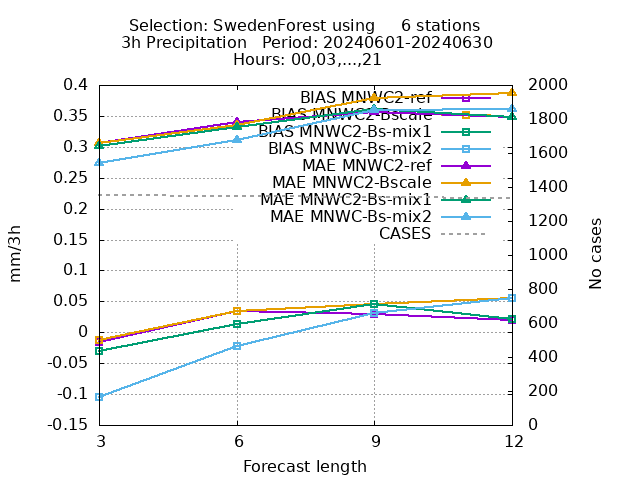 Selection: SwedenForest using 6 stations
3h Precipitation Period: 20240601-20240630
Hours: 00,03,...,21
BIAS MNWC2-ref
BIAS MNWC2-Bscale
BIAS MNWC2-Bs-mix1
BIAS MNWC-Bs-mix2
MAE MNWC2-ref
MAE MNWC2-Bscale
MAE MNWC2-Bs-mix1
MAE MNWC-Bs-mix2
CASES
0.4
0.35
0.3
0.25
0.2
0.15
0.1
0.05
0
-0.05
-0.1
-0.15
mm/3h
2000
1800
1600
1400
1200
1000
800
600
400
200
0
No cases
3 6 9 12
Forecast length